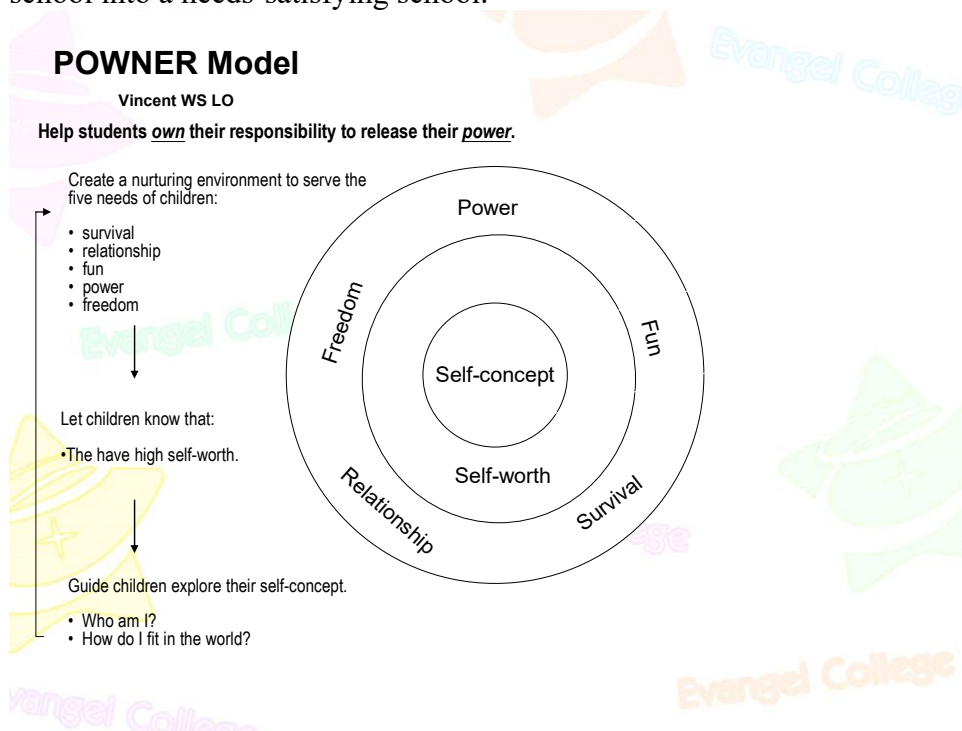 school into a needs-satisfying school.
POWNER Model
Vincent WS LO
Help students own their responsibility to release their power.
Create a nurturing environment to serve the
five needs of children:
• survival
• relationship
• fun
• power
• freedom
Let children know that:
•The have high self-worth.
Guide children explore their self-concept.
• Who am I?
• How do I fit in the world?
Power
Freedom
Fun
Self-concept
Self-worth
Relationship
Survival
Evangel College
Evangel Coll
ege
Evangel College
vangel College